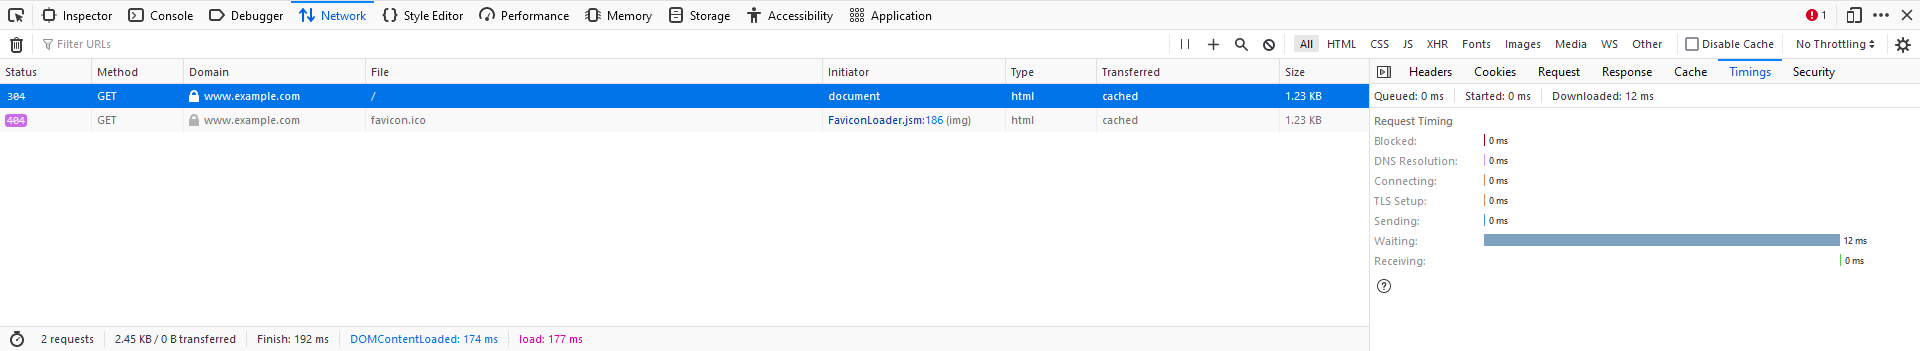 Inspector Console Debugger Network Style Editor Performance Memory Storage Accessibility Application 1
Filter URLs All HTML CSS JS XHR Fonts Images Media WS Other Disable Cache No Throttling
Status Method Domain File Initiator Type Transferred Size
304 GET www.example.com / document html cached 1.23 KB
404 GET www.example.com favicon.ico FaviconLoader.jsm:186 (img) html cached 1.23 KB
2 requests 2.45 KB / 0 B transferred Finish: 192 ms DOMContentLoaded: 174 ms load: 177 ms
Headers Cookies Request Response Cache Timings Security
Queued: 0 ms Started: 0 ms Downloaded: 12 ms
Request Timing
Blocked: 0 ms
DNS Resolution: 0 ms
Connecting: 0 ms
TLS Setup: 0 ms
Sending: 0 ms
Waiting: 12 ms
Receiving: 0 ms